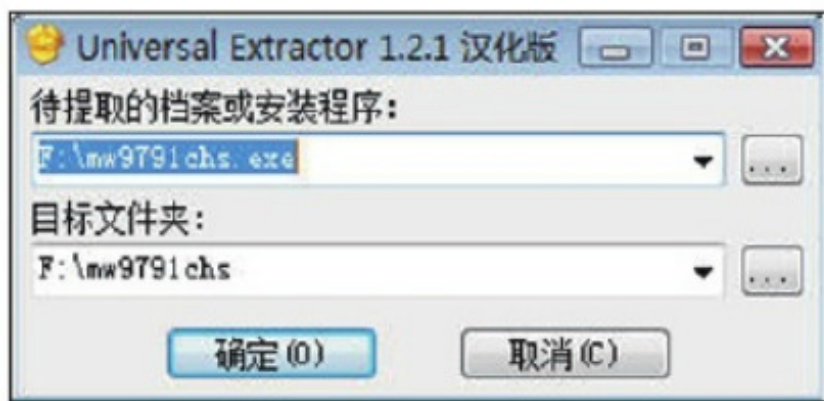 Universal Extractor 1.2.1 汉化版
待提取的档案或安装程序：
F:\mw9791chs.exe
...
目标文件夹：
F:\mw9791chs
...
确定(O) 取消(C)